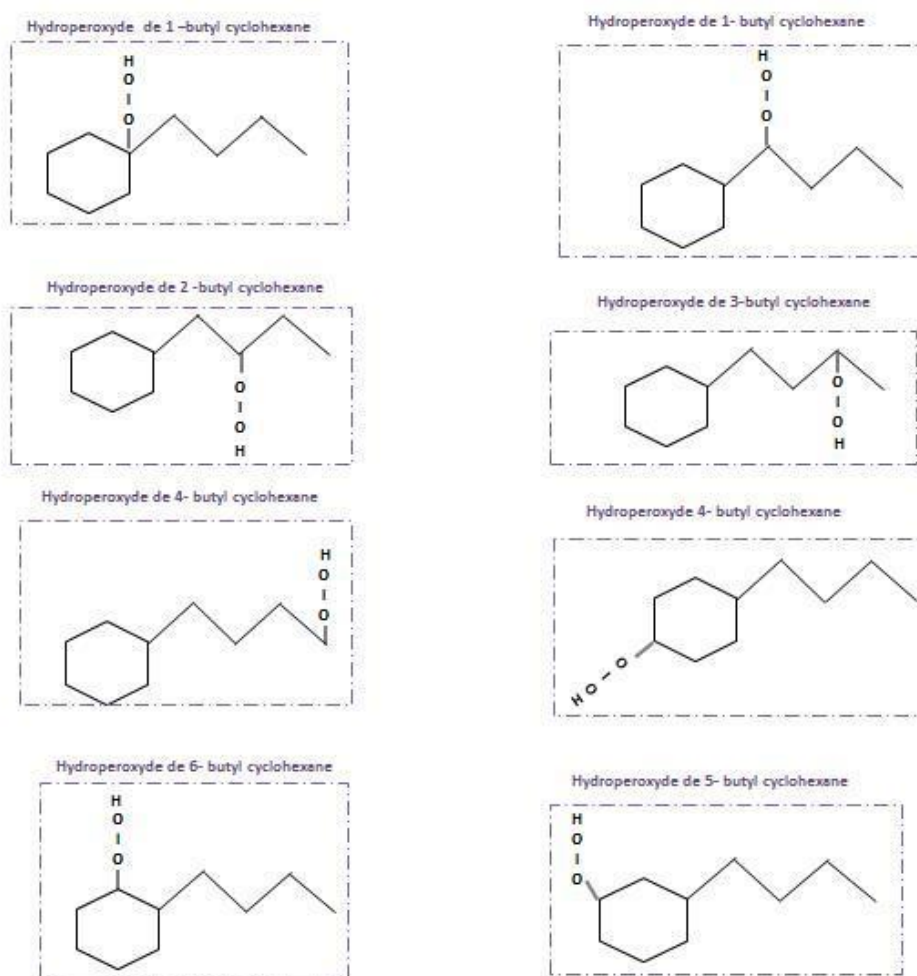 Hydroperoxyde de 1 -butyl cyclohexane
H
O
I
O
Hydroperoxyde de 1- butyl cyclohexane
H
O
I
O
Hydroperoxyde de 2 -butyl cyclohexane
O
I
O
H
Hydroperoxyde de 3-butyl cyclohexane
O
I
O
H
Hydroperoxyde de 4- butyl cyclohexane
H
O
I
O
Hydroperoxyde 4- butyl cyclohexane
H O I O
Hydroperoxyde de 6- butyl cyclohexane
H
O
I
O
Hydroperoxyde de 5- butyl cyclohexane
H
O
I
O